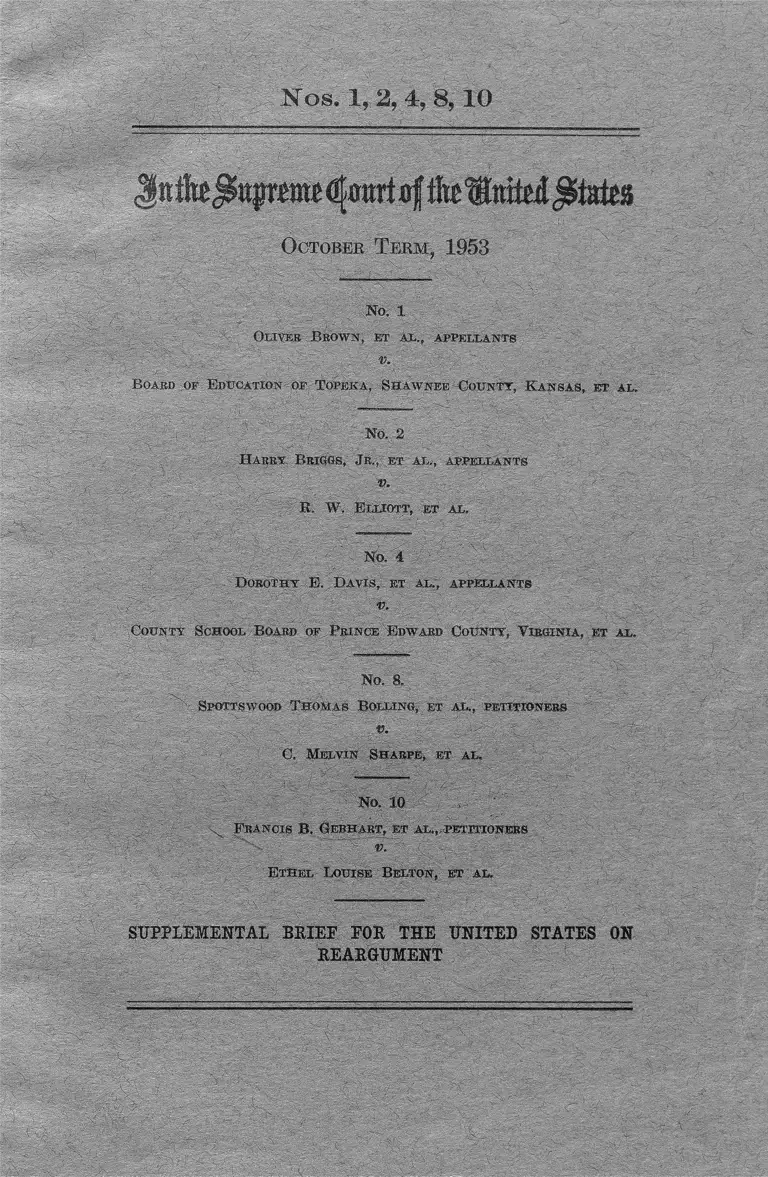 Nos. 1, 2, 4, 8, 10
In the Supreme Court of the United States
OCTOBER TERM, 1953
No. 1
OLIVER BROWN, ET AL., APPELLANTS
v.
BOARD OF EDUCATION OF TOPEKA, SHAWNEE COUNTY, KANSAS, ET AL.
No. 2
HARRY BRIGGS, JR., ET AL., APPELLANTS
v.
R. W. ELLIOTT, ET AL.
No. 4
DOROTHY E. DAVIS, ET AL., APPELLANTS
v.
COUNTY SCHOOL BOARD OF PRINCE EDWARD COUNTY, VIRGINIA, ET AL.
No. 8.
SPOTTSWOOD THOMAS BOLLING, ET AL., PETITIONERS
v.
C. MELVIN SHARPE, ET AL.
No. 10
FRANCIS B. GEBHART, ET AL., PETITIONERS
v.
ETHEL LOUISE BELTON, ET AL.
SUPPLEMENTAL BRIEF FOR THE UNITED STATES ON
REARGUMENT